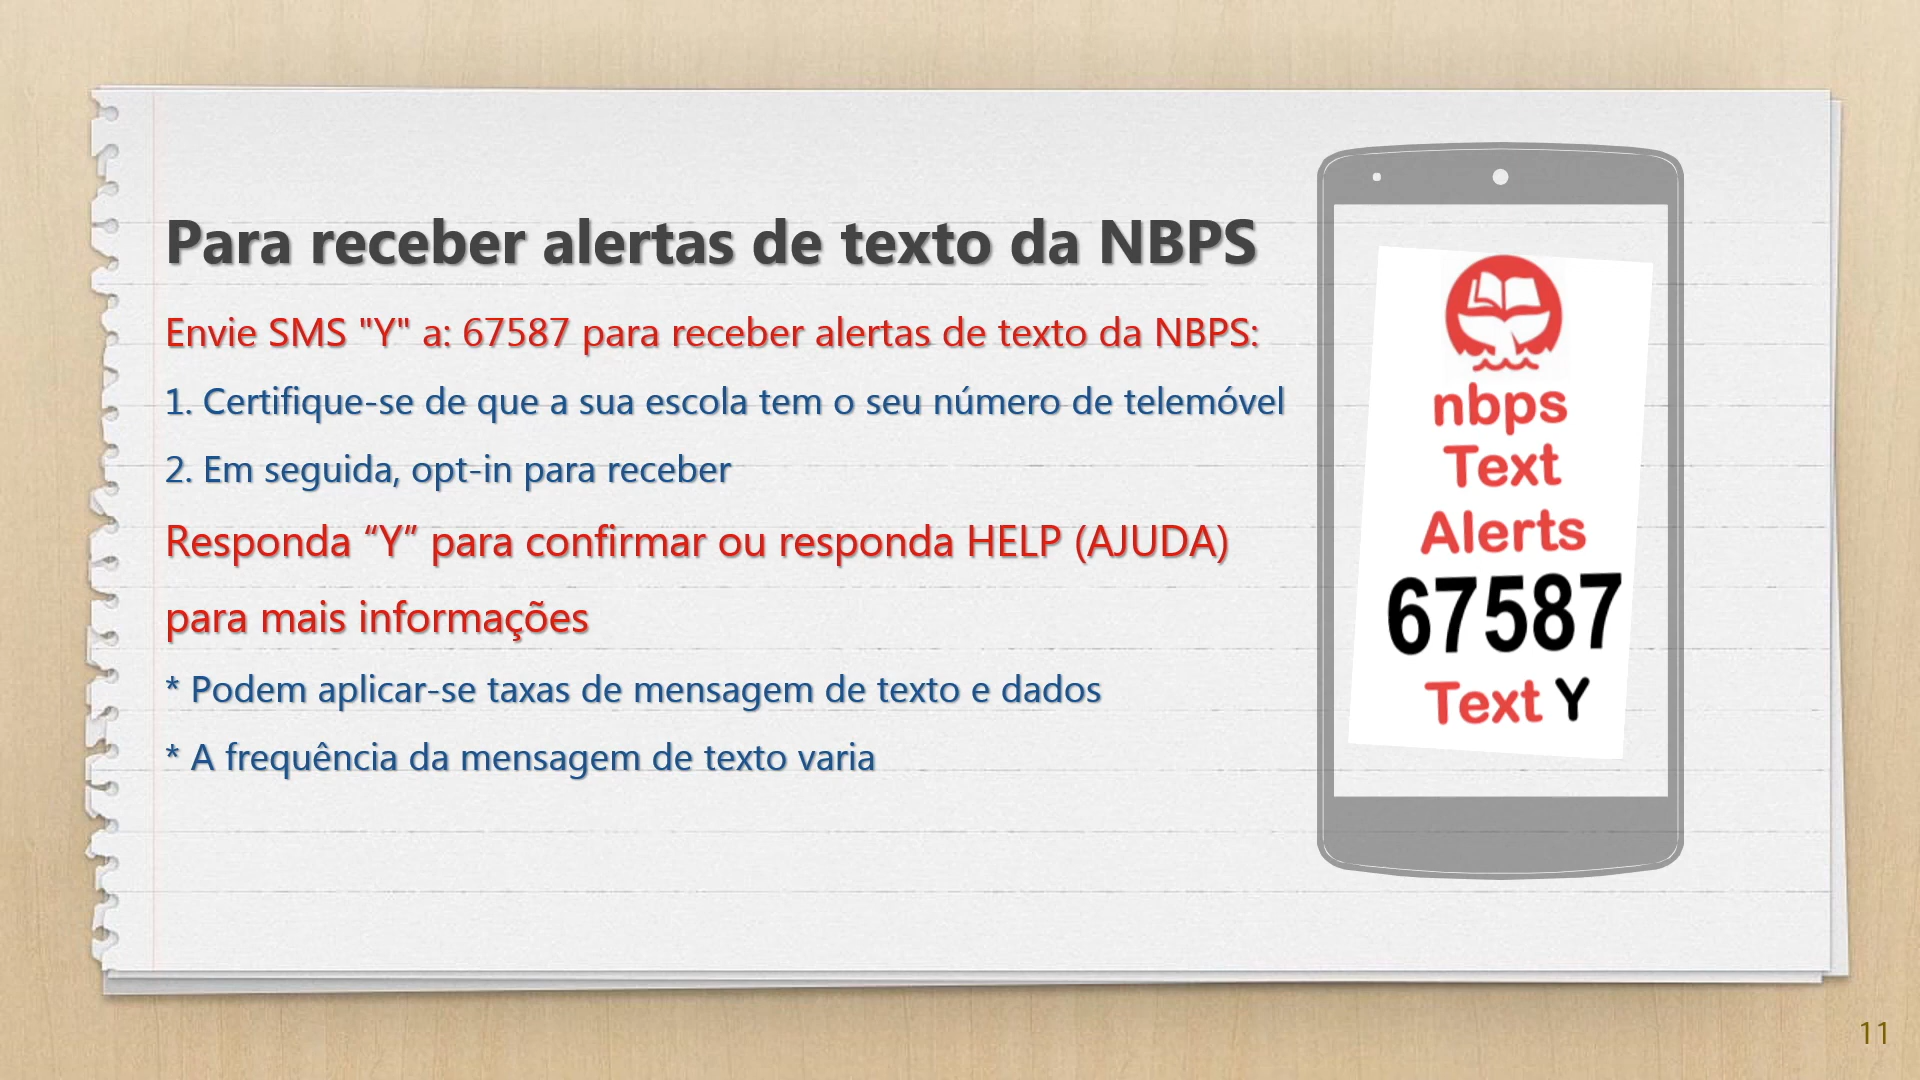 Para receber alertas de texto da NBPS
Envie SMS "Y" a: 67587 para receber alertas de texto da NBPS:
1. Certifique-se de que a sua escola tem o seu número de telemóvel
2. Em seguida, opt-in para receber
Responda “Y” para confirmar ou responda HELP (AJUDA)
para mais informações
* Podem aplicar-se taxas de mensagem de texto e dados
* A frequência da mensagem de texto varia
nbps
Text
Alerts
67587
Text Y
11